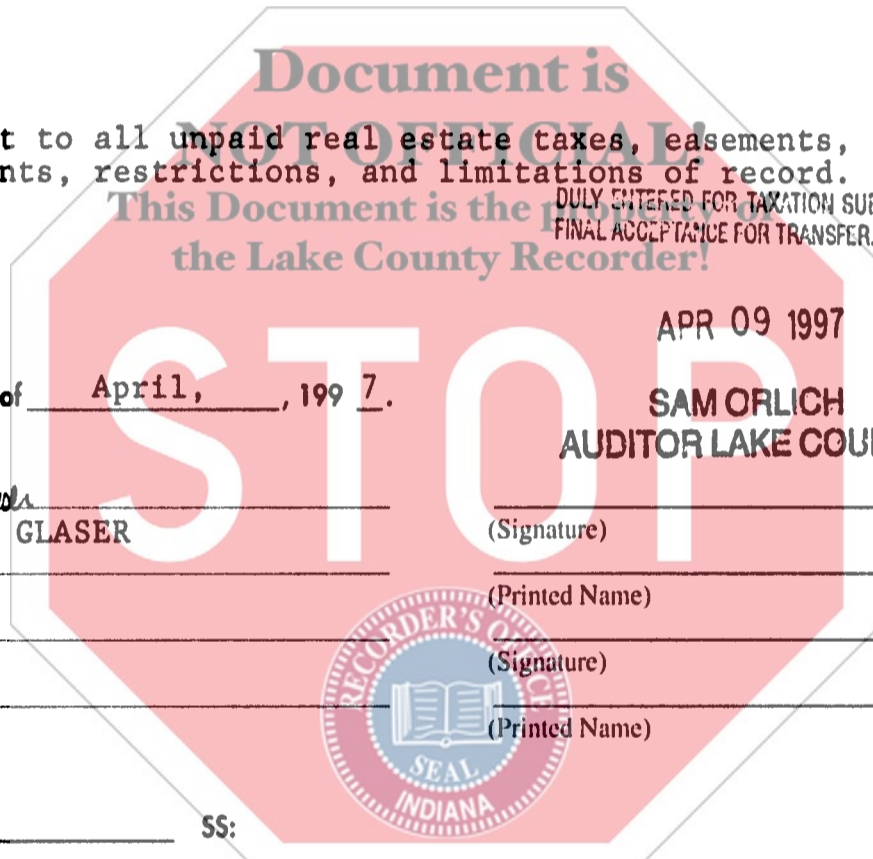 Document is
t to all unpaid real estate taxes, easements,
NOT OFFICIAL!
nts, restrictions, and limitations of record.
This Document is the property of
DULY ENTERED FOR TAXATION SUB
FINAL ACCEPTANCE FOR TRANSFER.
the Lake County Recorder!
APR 09 1997
STOP
of April, , 199 7.
SAM ORLICH
AUDITOR LAKE COU
GLASER
(Signature)
(Printed Name)
(Signature)
(Printed Name)
RECORDER'S OFFICE
SEAL
INDIANA
SS: